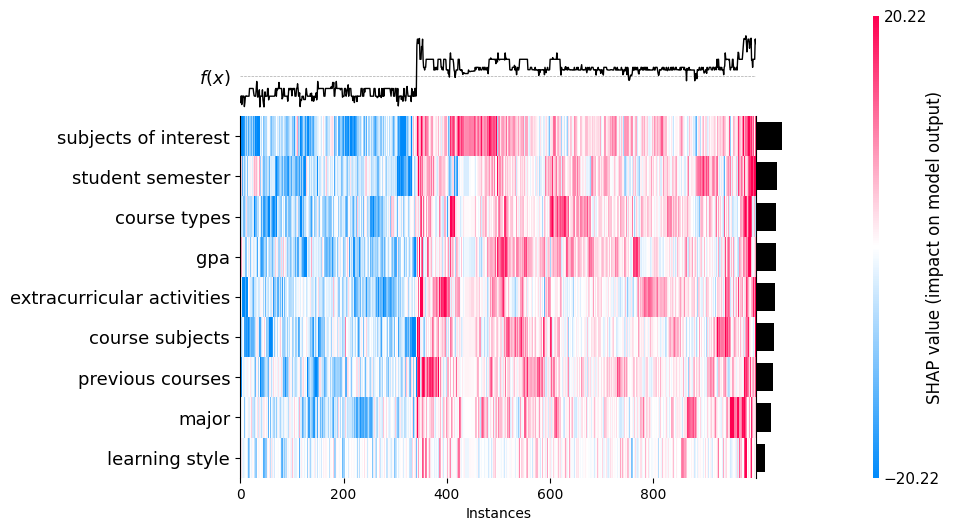 20.22
f(x)
subjects of interest
student semester
course types
gpa
extracurricular activities
course subjects
previous courses
major
learning style
0 200 400 600 800
Instances
SHAP value (impact on model output)
−20.22